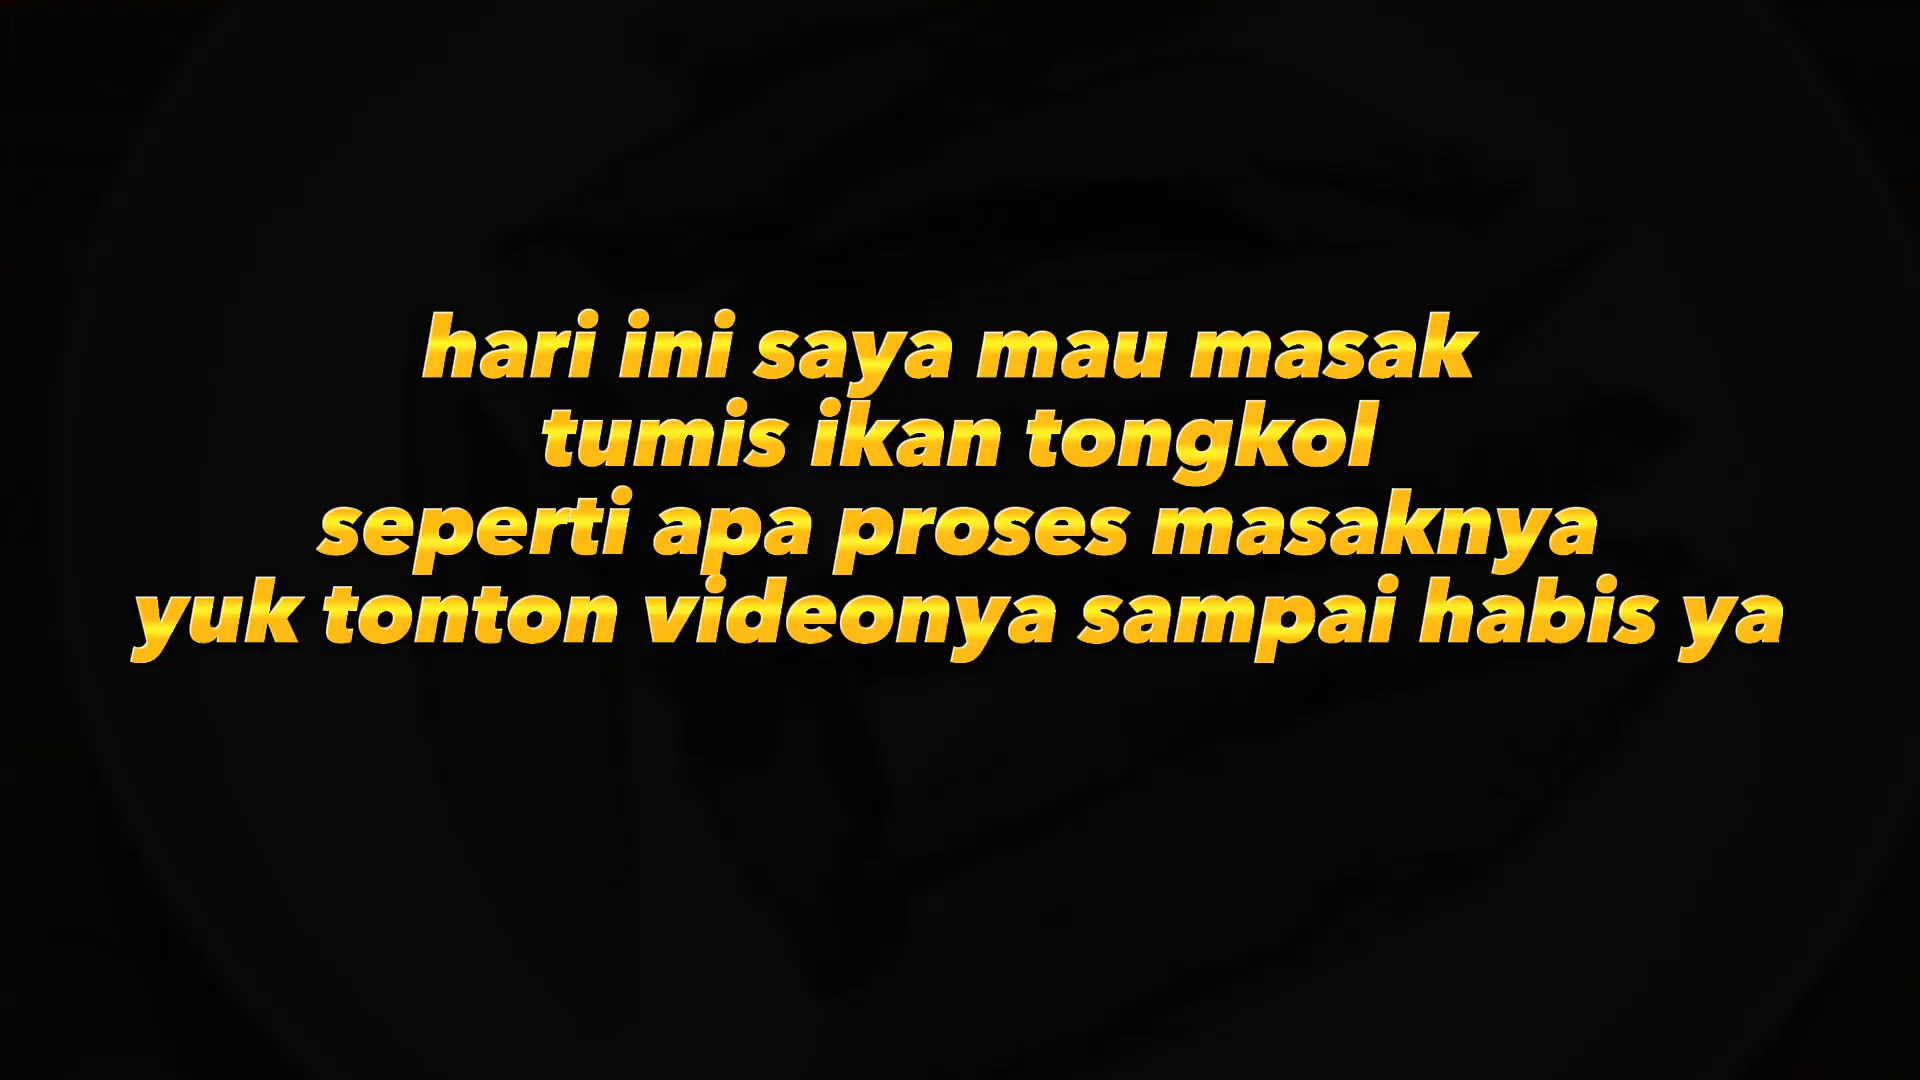 hari ini saya mau masak
tumis ikan tongkol
seperti apa proses masaknya
yuk tonton videonya sampai habis ya